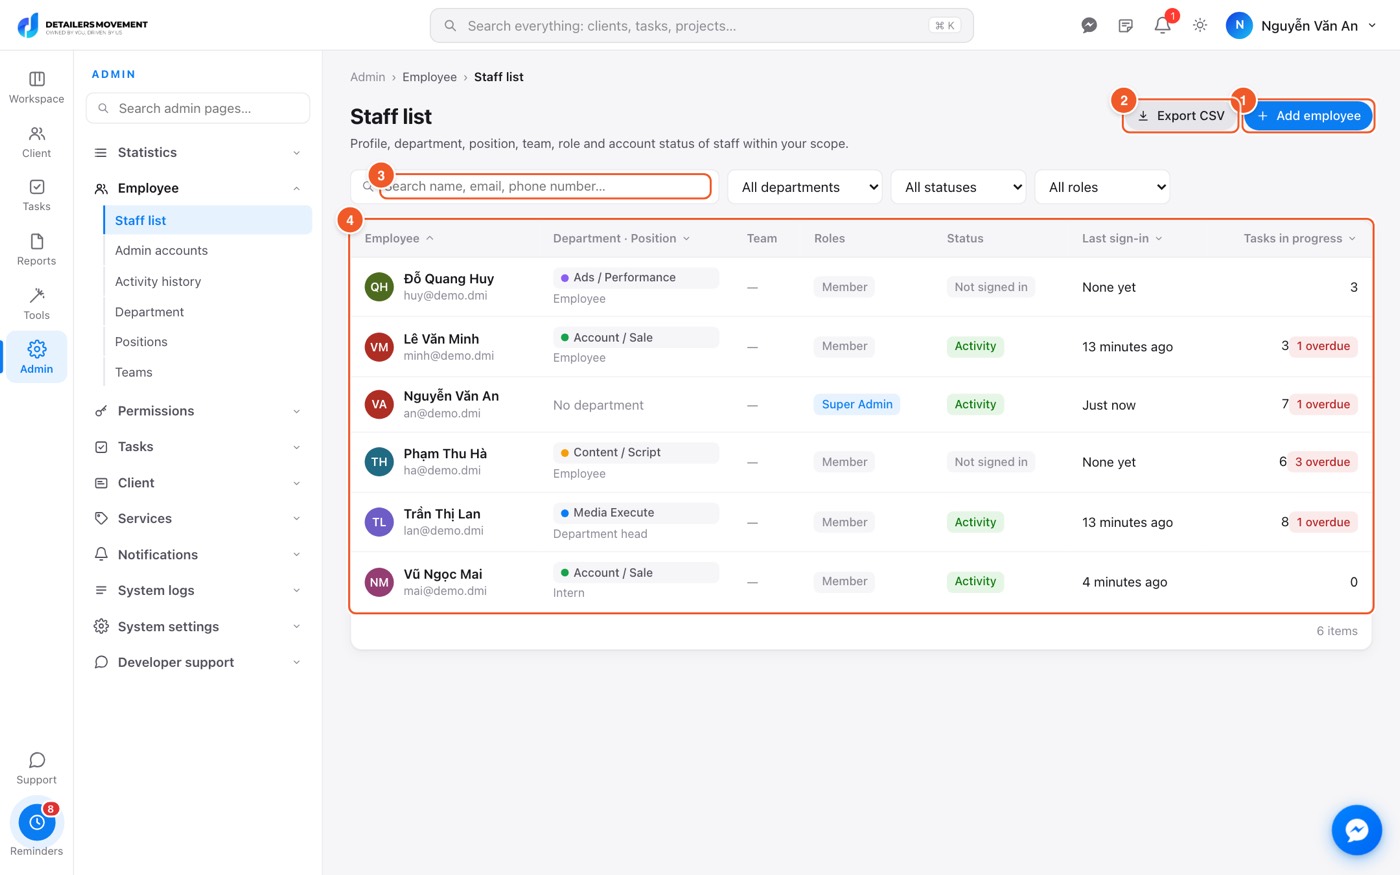 DETAILERS MOVEMENT
OWNED BY YOU, DRIVEN BY US
Search everything: clients, tasks, projects...
⌘ K
1
N
Nguyễn Văn An
Workspace
Client
Tasks
Reports
Tools
Admin
Support
8
Reminders
ADMIN
Search admin pages...
Statistics
Employee
Staff list
Admin accounts
Activity history
Department
Positions
Teams
Permissions
Tasks
Client
Services
Notifications
System logs
System settings
Developer support
Admin › Employee › Staff list
Staff list
Profile, department, position, team, role and account status of staff within your scope.
2
Export CSV
1
+ Add employee
3
Search name, email, phone number...
All departments
All statuses
All roles
4
Employee Department · Position Team Roles Status Last sign-in Tasks in progress
QH Đỗ Quang Huy Ads / Performance — Member Not signed in None yet 3
huy@demo.dmi Employee
VM Lê Văn Minh Account / Sale — Member Activity 13 minutes ago 3 1 overdue
minh@demo.dmi Employee
VA Nguyễn Văn An No department — Super Admin Activity Just now 7 1 overdue
an@demo.dmi
TH Phạm Thu Hà Content / Script — Member Not signed in None yet 6 3 overdue
ha@demo.dmi Employee
TL Trần Thị Lan Media Execute — Member Activity 13 minutes ago 8 1 overdue
lan@demo.dmi Department head
NM Vũ Ngọc Mai Account / Sale — Member Activity 4 minutes ago 0
mai@demo.dmi Intern
6 items